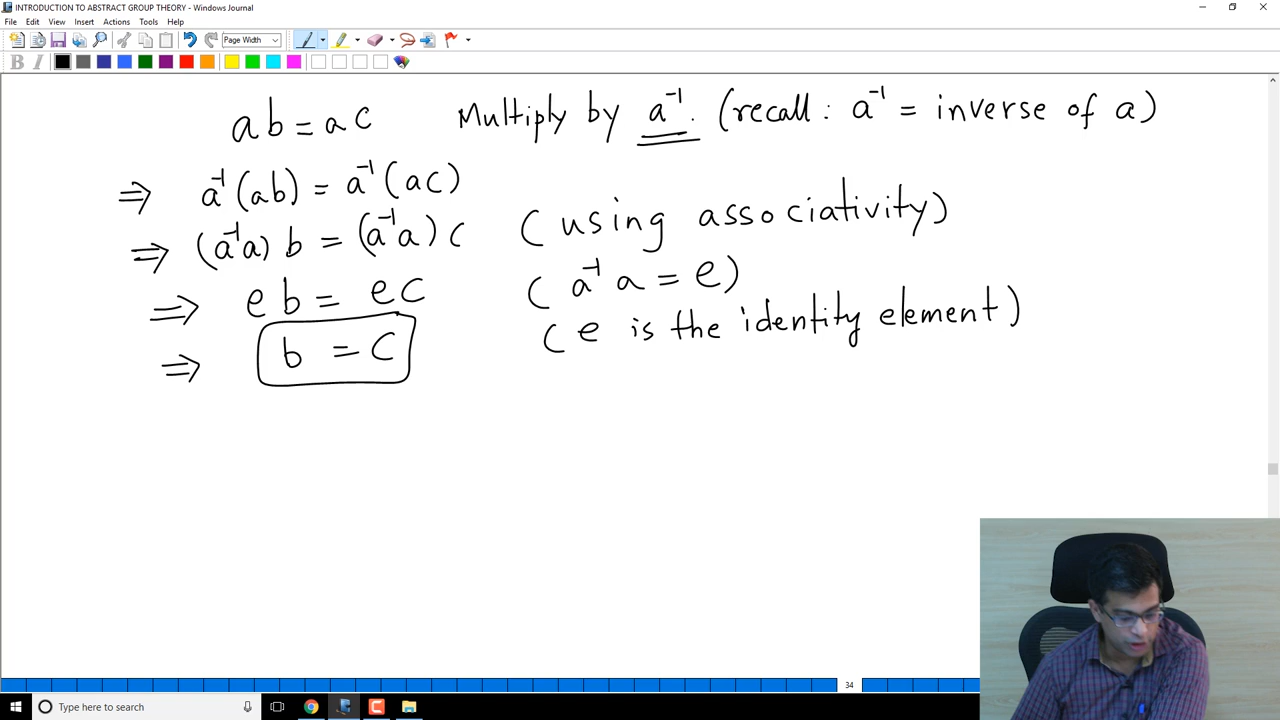 INTRODUCTION TO ABSTRACT GROUP THEORY - Windows Journal
File Edit View Insert Actions Tools Help
Page Width
B I
ab = ac Multiply by a⁻¹. (recall : a⁻¹ = inverse of a)
⇒ a⁻¹(ab) = a⁻¹(ac)
⇒ (a⁻¹a) b = (a⁻¹a) c (using associativity)
⇒ eb = ec (a⁻¹a = e)
⇒ b = c (e is the identity element)
34
Type here to search